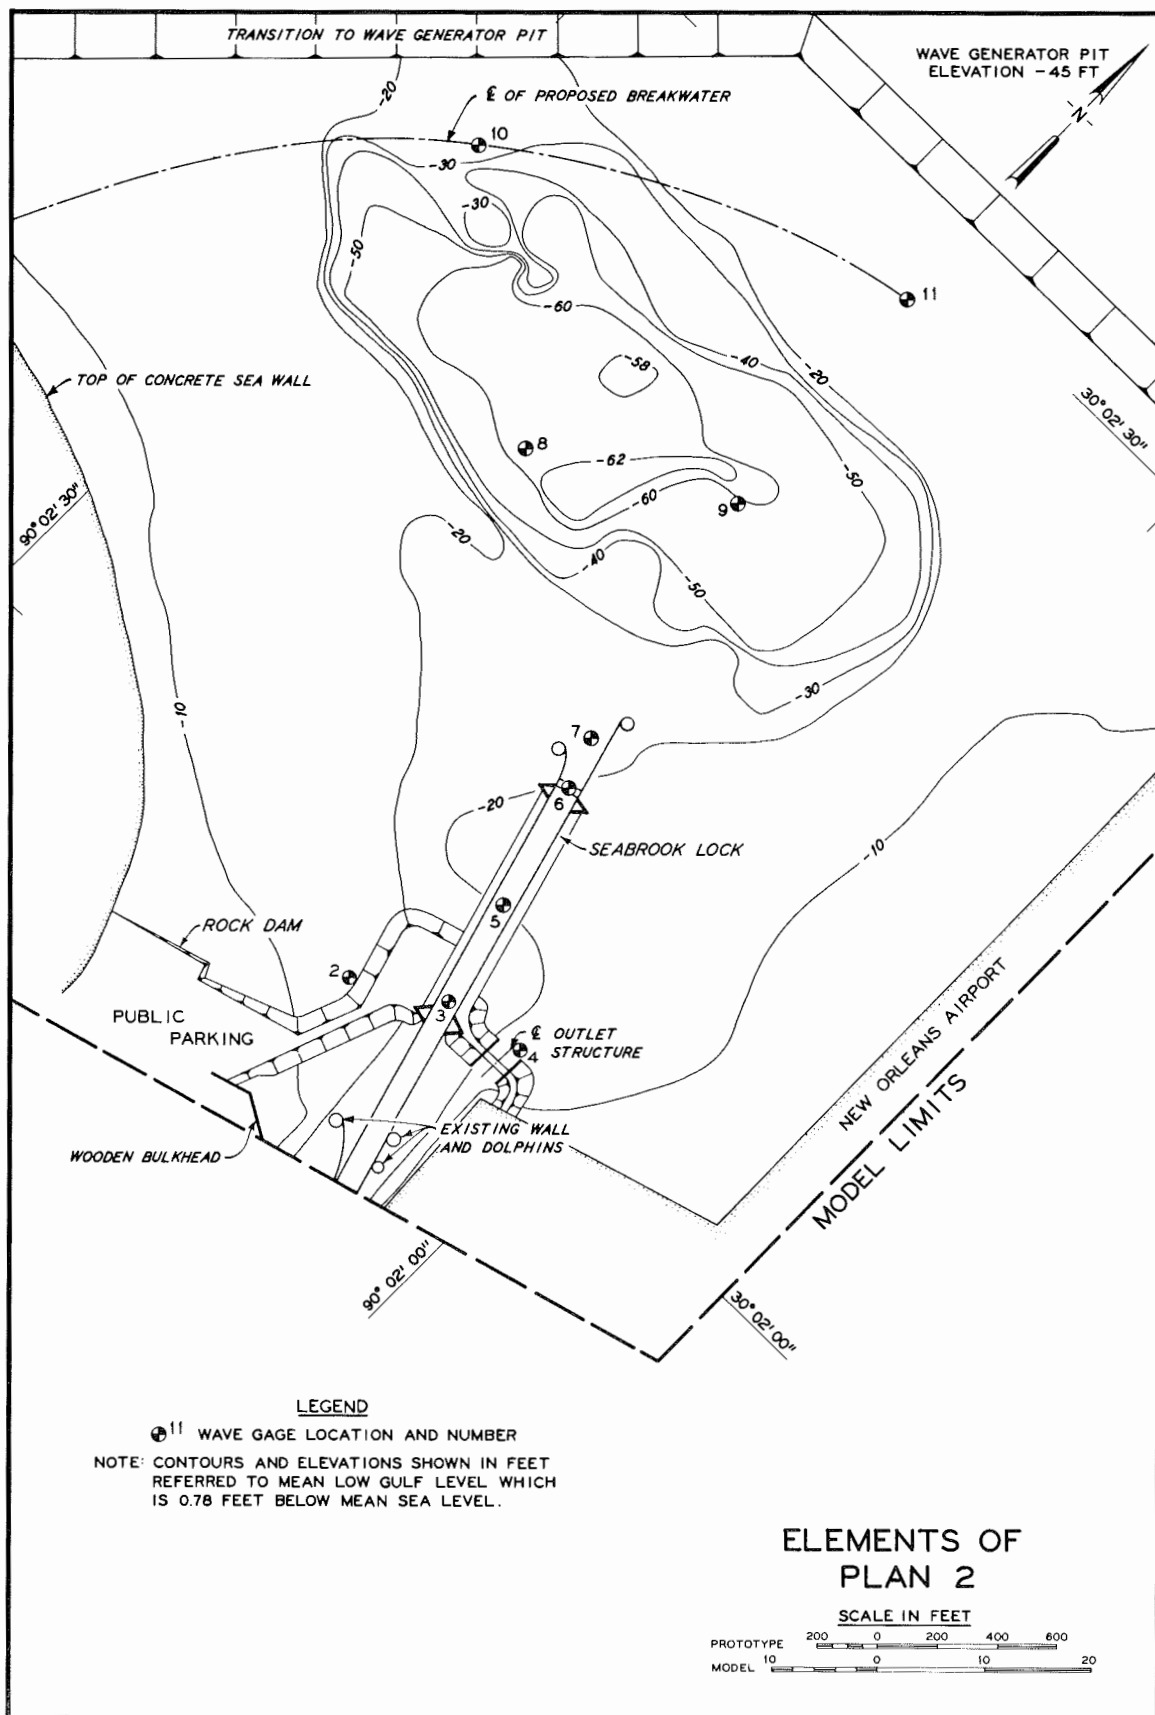 TRANSITION TO WAVE GENERATOR PIT
WAVE GENERATOR PIT
ELEVATION -45 FT
-N-
-20
℄ OF PROPOSED BREAKWATER
10
-30
-30
-50
-60
11
-40
-20
-58
TOP OF CONCRETE SEA WALL
30° 02' 30"
8
-62
-60
-50
9
90° 02' 30"
-20
-40
-50
-30
-10
7
6
-20
SEABROOK LOCK
-10
5
ROCK DAM
2
3
PUBLIC
PARKING
℄ OUTLET
STRUCTURE
4
NEW ORLEANS AIRPORT
MODEL LIMITS
EXISTING WALL
AND DOLPHINS
WOODEN BULKHEAD
90° 02' 00"
30° 02' 00"
LEGEND
11 WAVE GAGE LOCATION AND NUMBER
NOTE: CONTOURS AND ELEVATIONS SHOWN IN FEET
REFERRED TO MEAN LOW GULF LEVEL WHICH
IS 0.78 FEET BELOW MEAN SEA LEVEL.
ELEMENTS OF
PLAN 2
SCALE IN FEET
PROTOTYPE 200 0 200 400 600
MODEL 10 0 10 20